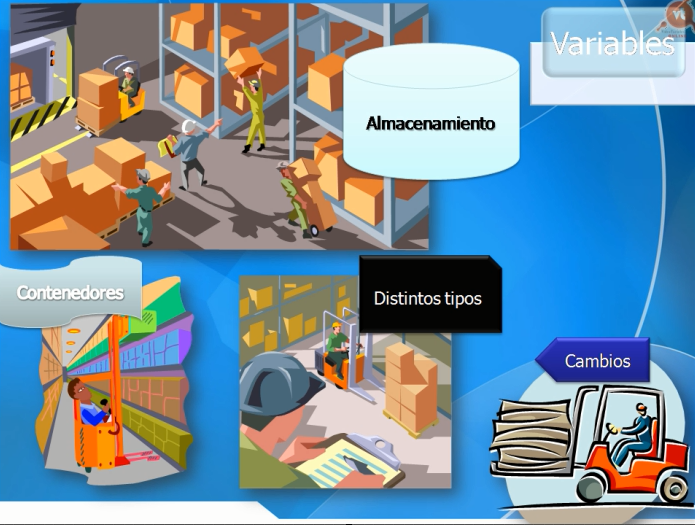 Variables
Almacenamiento
Contenedores
Distintos tipos
Cambios